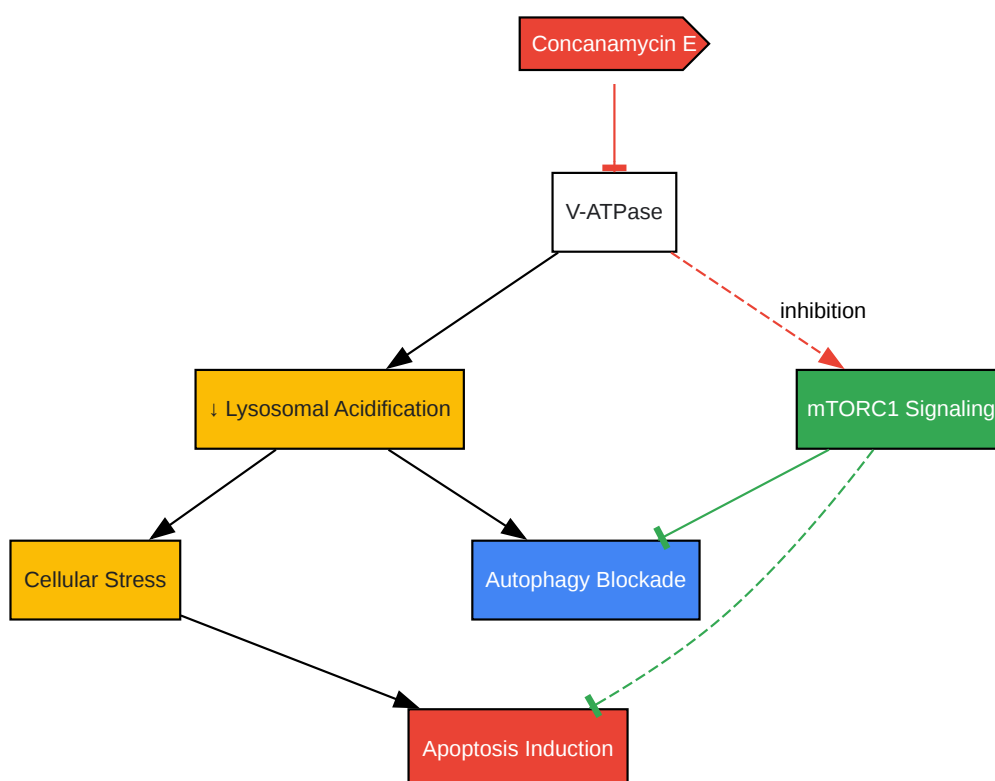 Concanamycin E
V-ATPase
inhibition
↓ Lysosomal Acidification
mTORC1 Signaling
Cellular Stress
Autophagy Blockade
Apoptosis Induction